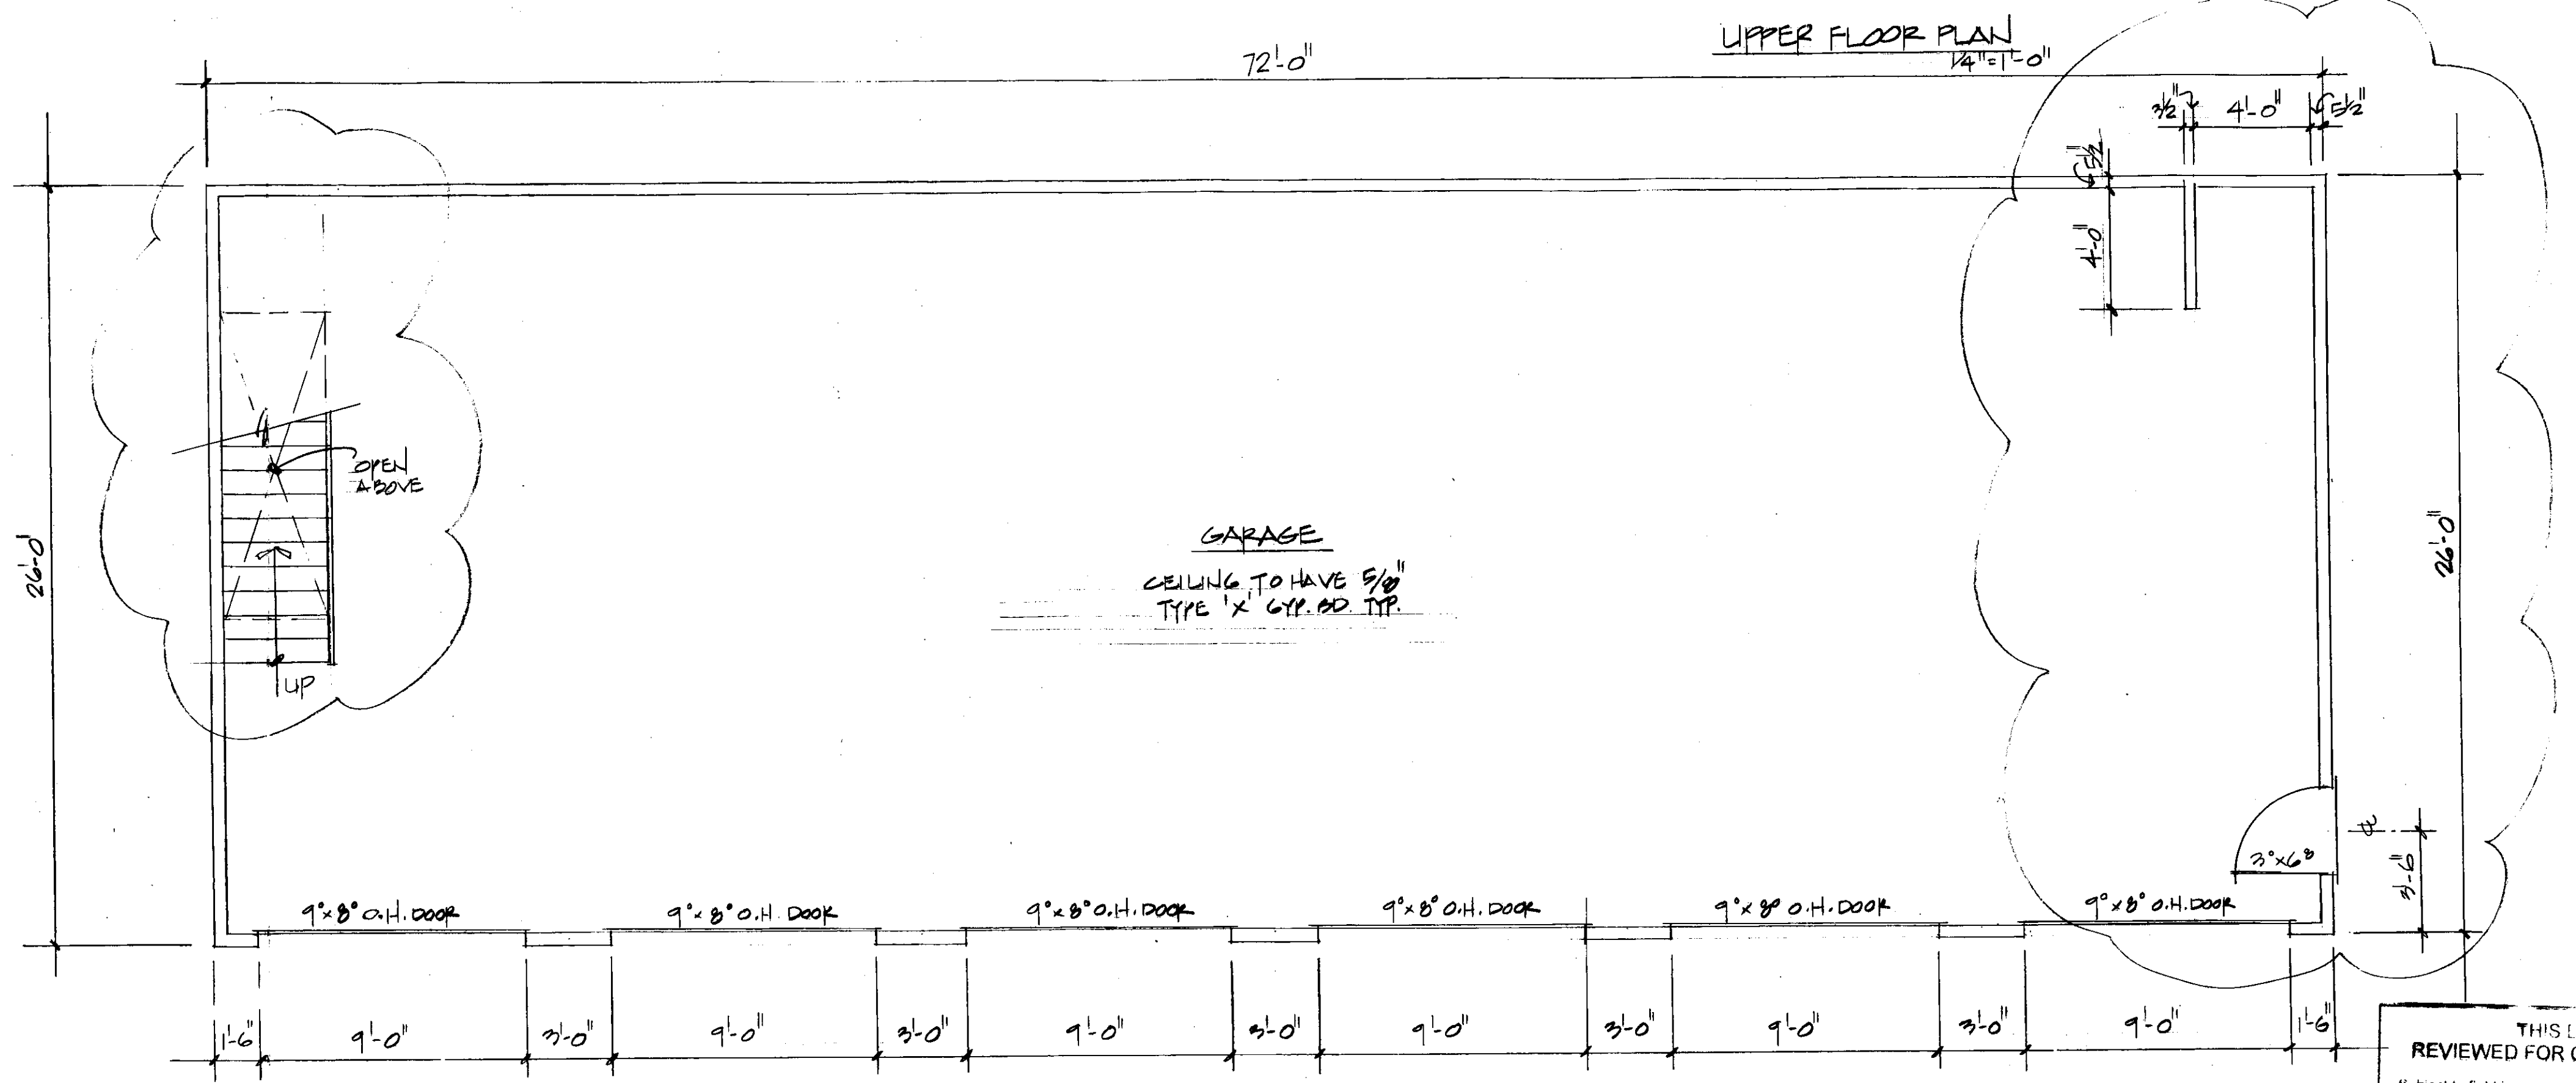 UPPER FLOOR PLAN
1/4"=1'-0"
72'-0"
3½"
4'-0"
5½"
5½"
4'-0"
OPEN
ABOVE
26'-0"
26'-0"
GARAGE
CEILING TO HAVE 5/8"
TYPE 'X' GYP. BD. TYP.
UP
℄
3'-6"
3°x6⁸
9°x8° O.H. DOOR
9°x8° O.H. DOOR
9°x8° O.H. DOOR
9°x8° O.H. DOOR
9°x8° O.H. DOOR
9°x8° O.H. DOOR
1'-6"
9'-0"
3'-0"
9'-0"
3'-0"
9'-0"
3'-0"
9'-0"
3'-0"
9'-0"
3'-0"
9'-0"
1'-6"
THIS
REVIEWED FOR